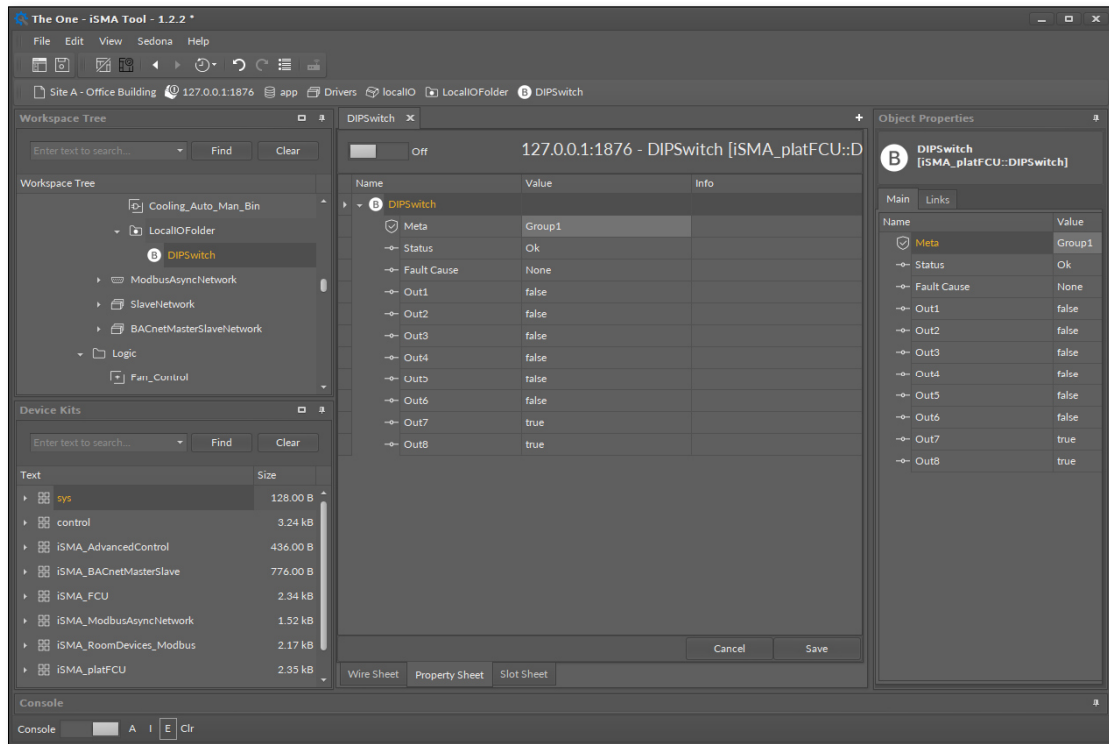 The One - iSMA Tool - 1.2.2 *
File Edit View Sedona Help
Site A - Office Building 127.0.0.1:1876 app Drivers localIO LocalIOFolder B DIPSwitch
Workspace Tree
Enter text to search... Find Clear
Workspace Tree
Cooling_Auto_Man_Bin
LocalIOFolder
B DIPSwitch
ModbusAsyncNetwork
SlaveNetwork
BACnetMasterSlaveNetwork
Logic
Fan_Control
Device Kits
Enter text to search... Find Clear
Text Size
sys 128.00 B
control 3.24 kB
iSMA_AdvancedControl 436.00 B
iSMA_BACnetMasterSlave 776.00 B
iSMA_FCU 2.34 kB
iSMA_ModbusAsyncNetwork 1.52 kB
iSMA_RoomDevices_Modbus 2.17 kB
iSMA_platFCU 2.35 kB
DIPSwitch
Off 127.0.0.1:1876 - DIPSwitch [iSMA_platFCU::D
Name Value Info
B DIPSwitch
Meta Group1
Status Ok
Fault Cause None
Out1 false
Out2 false
Out3 false
Out4 false
Out5 false
Out6 false
Out7 true
Out8 true
Cancel Save
Wire Sheet Property Sheet Slot Sheet
Object Properties
B DIPSwitch
[iSMA_platFCU::DIPSwitch]
Main Links
Name Value
Meta Group1
Status Ok
Fault Cause None
Out1 false
Out2 false
Out3 false
Out4 false
Out5 false
Out6 false
Out7 true
Out8 true
Console
Console A I E Clr